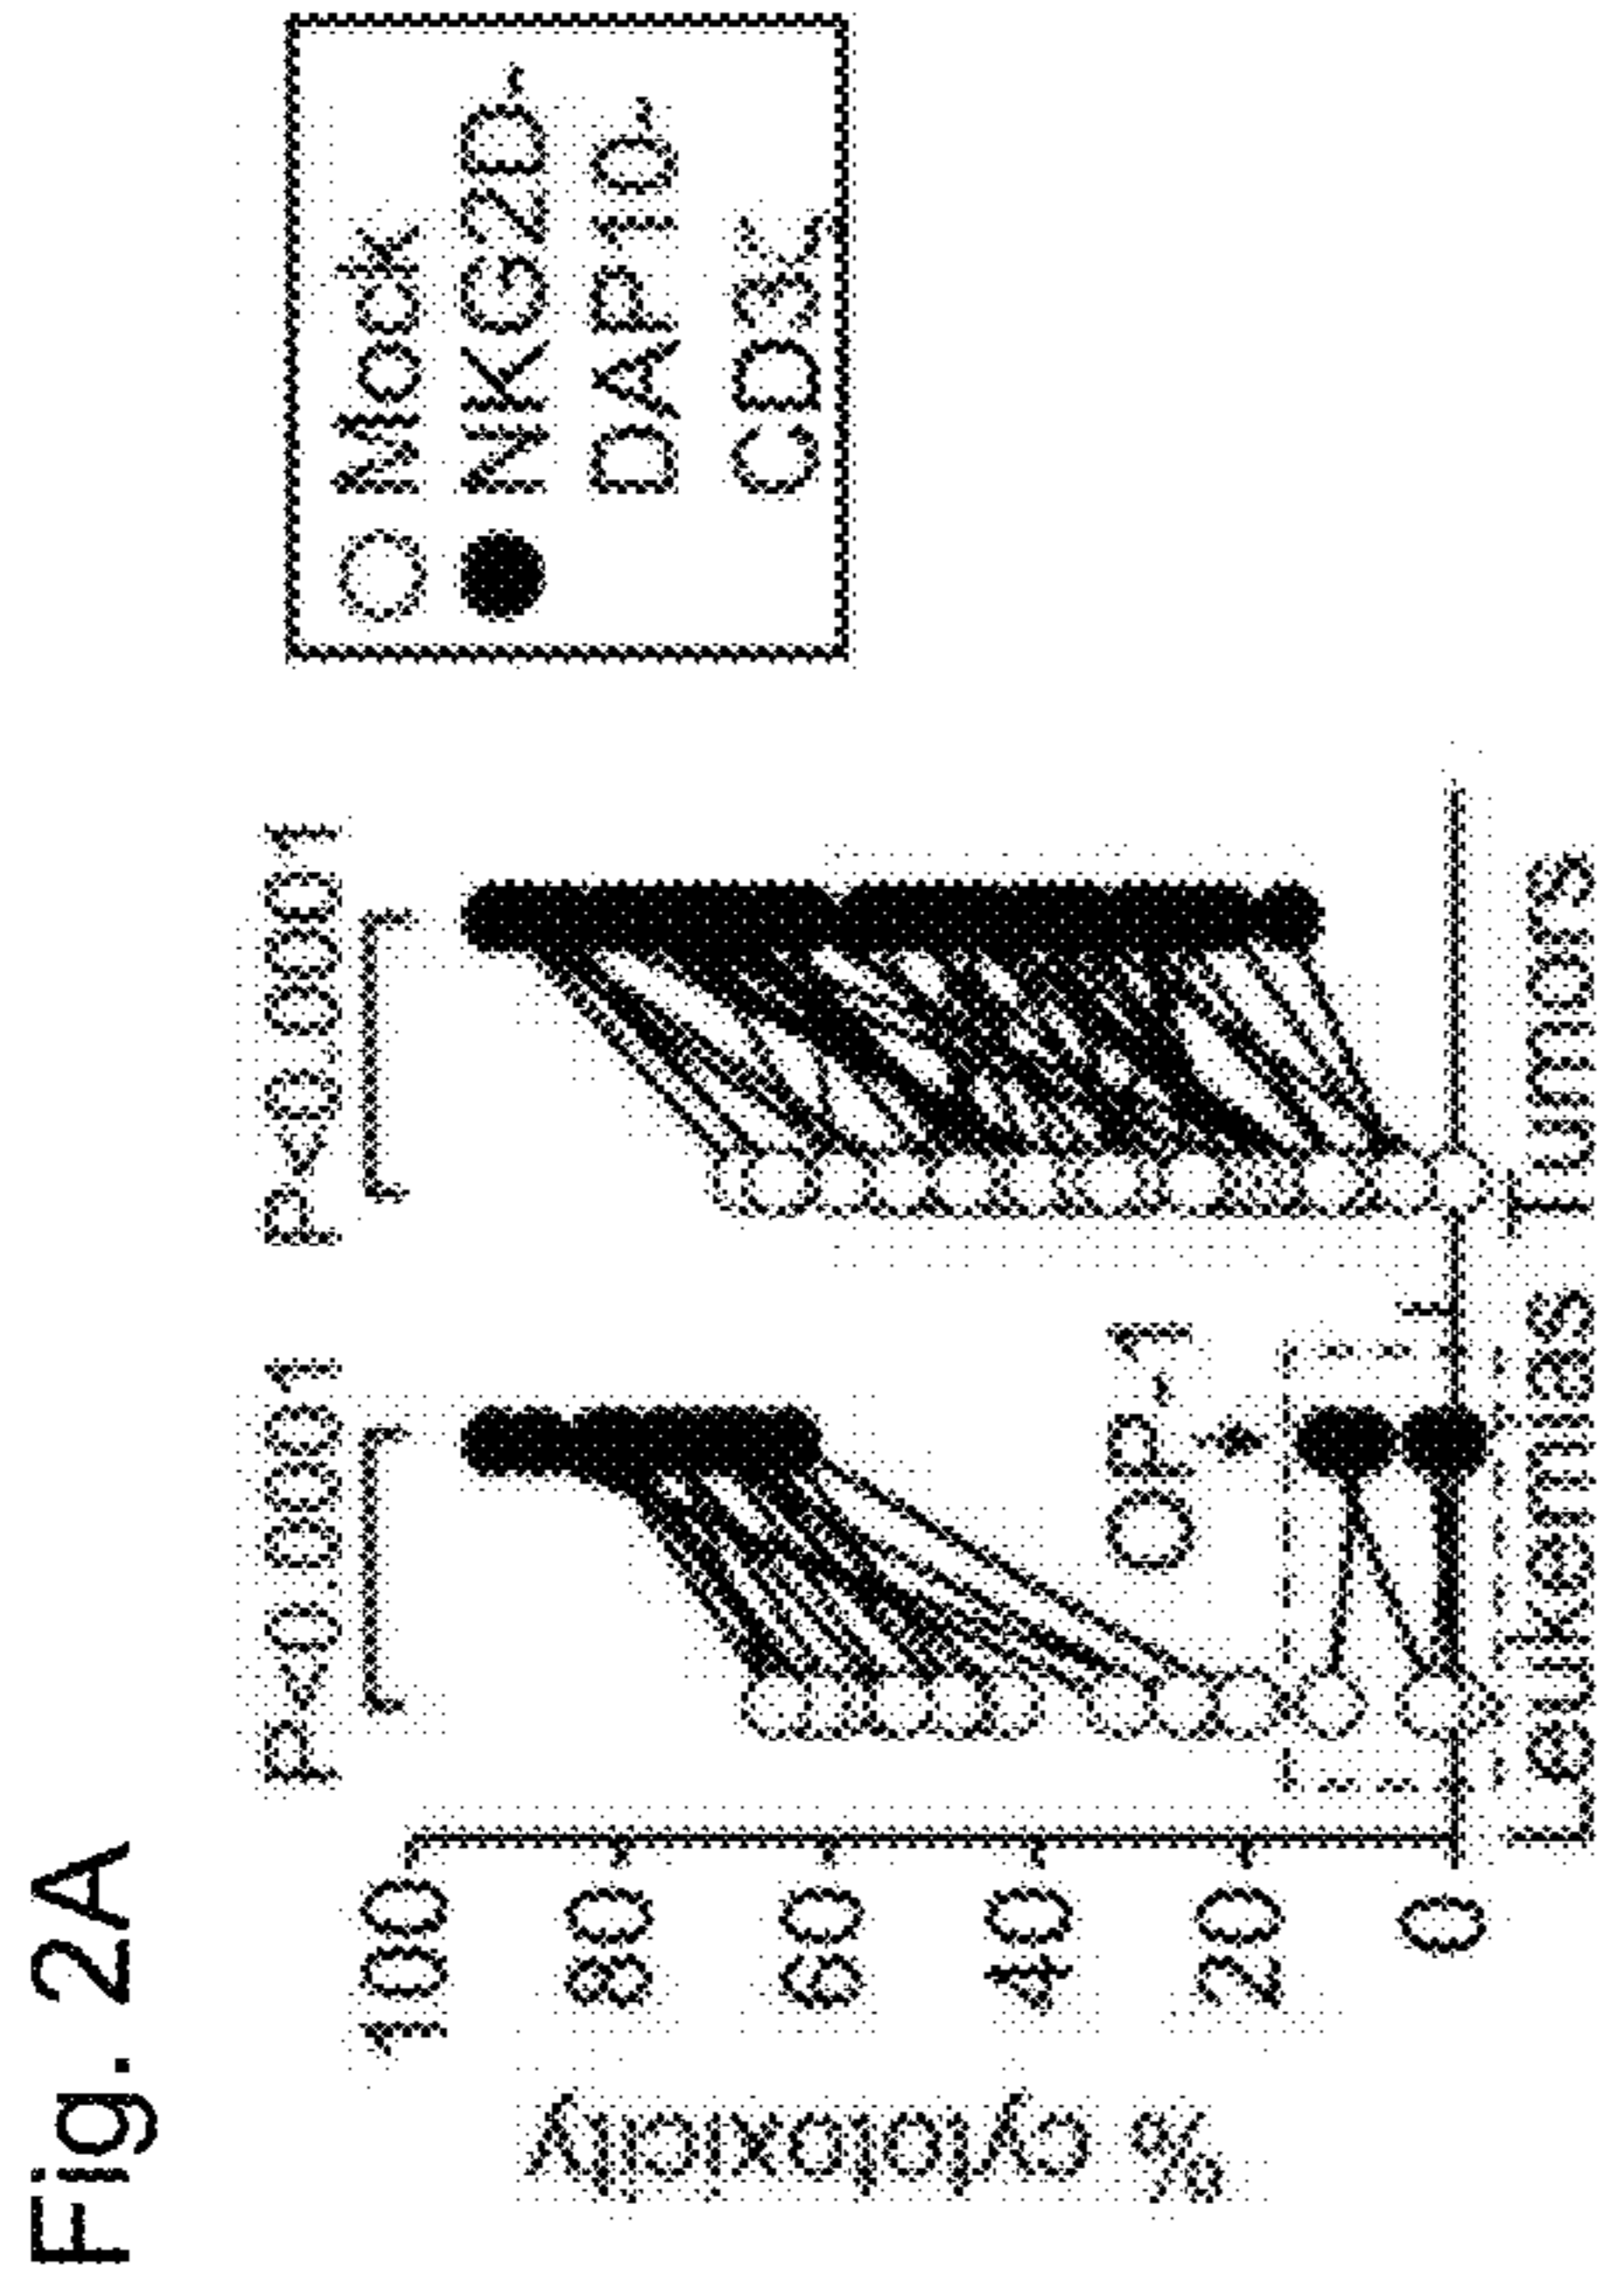 Fig. 2A
P<0.0001
P<0.0001
Mock
NKG2D-
DAP10-
CD3ζ
% cytotoxicity
100
80
60
40
20
0
OP-1
Leukemias
Tumors